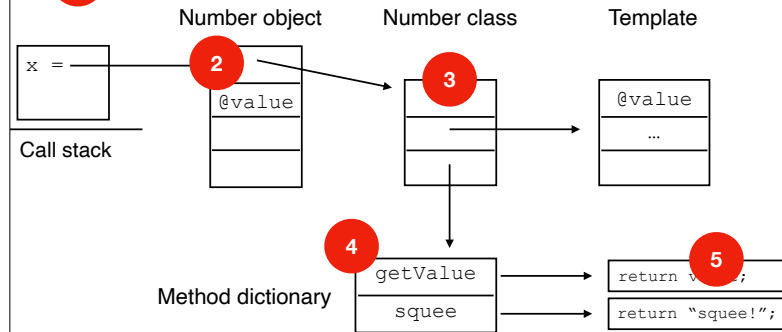 Number object
Number class
Template
x =
2
3
@value
@value
…
Call stack
4
5
getValue
return v;
Method dictionary
squee
return “squee!”;